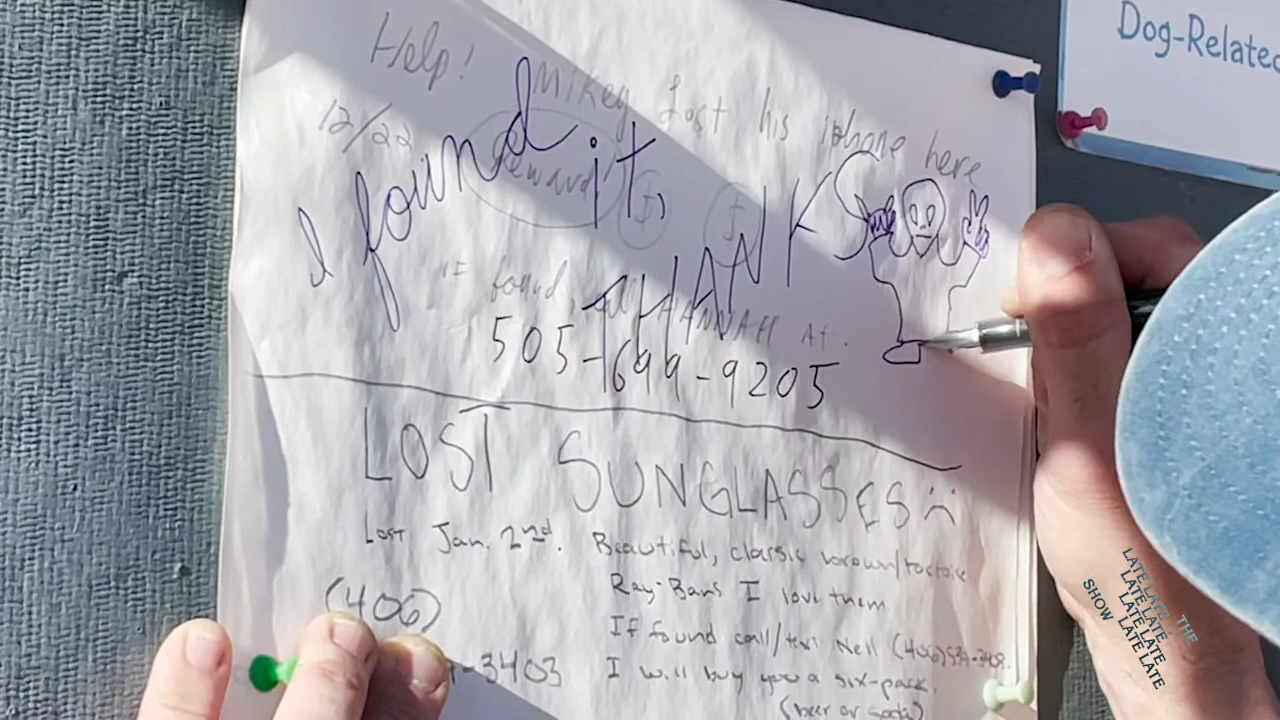 Dog-Related
Help! Mikey Lost his iphone here
12/22
Reward!
$ $
I found it,
THANKS
if found, call HANNAH At.
505-699-9205
LOST SUNGLASSES
Lost Jan. 2nd. Beautiful, classic brown/tortoise
Ray-Bans I love them
If found call/text Nell
I will buy you a six-pack.
(beer or soda)
(406)
-3403
LATE LATE THE
LATE LATE
LATE LATE
SHOW LATE LATE